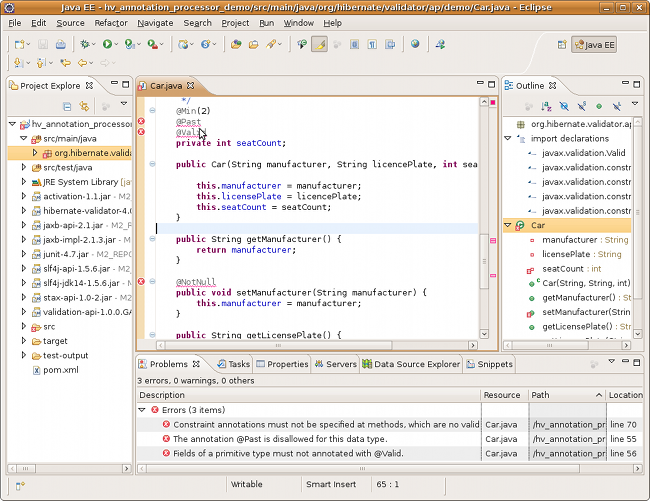 Java EE - hv_annotation_processor_demo/src/main/java/org/hibernate/validator/ap/demo/Car.java - Eclipse
File Edit Source Refactor Navigate Search Project Run Window Help
Java EE
Project Explore
hv_annotation_processor
src/main/java
org.hibernate.valida
src/test/java
JRE System Library [ja
activation-1.1.jar - M2_
hibernate-validator-4.0
jaxb-api-2.1.jar - M2_R
jaxb-impl-2.1.3.jar - M
junit-4.7.jar - M2_REPO
slf4j-api-1.5.6.jar - M2
slf4j-jdk14-1.5.6.jar -
stax-api-1.0-2.jar - M2
validation-api-1.0.0.GA
src
target
test-output
pom.xml
Car.java
*/
@Min(2)
@Past
@Valid
private int seatCount;
public Car(String manufacturer, String licencePlate, int sea
this.manufacturer = manufacturer;
this.licensePlate = licencePlate;
this.seatCount = seatCount;
}
public String getManufacturer() {
return manufacturer;
}
@NotNull
public void setManufacturer(String manufacturer) {
this.manufacturer = manufacturer;
}
public String getLicensePlate() {
Outline
org.hibernate.validator.a
import declarations
javax.validation.Valid
javax.validation.constr
javax.validation.constr
javax.validation.constr
javax.validation.constr
Car
manufacturer : String
licensePlate : String
seatCount : int
Car(String, String, int)
getManufacturer() : S
setManufacturer(Strin
getLicensePlate() : Str
Problems Tasks Properties Servers Data Source Explorer Snippets
3 errors, 0 warnings, 0 others
Description Resource Path Location
Errors (3 items)
Constraint annotations must not be specified at methods, which are no valid Car.java /hv_annotation_pr line 70
The annotation @Past is disallowed for this data type. Car.java /hv_annotation_pr line 55
Fields of a primitive type must not annotated with @Valid. Car.java /hv_annotation_pr line 56
Writable Smart Insert 65 : 1